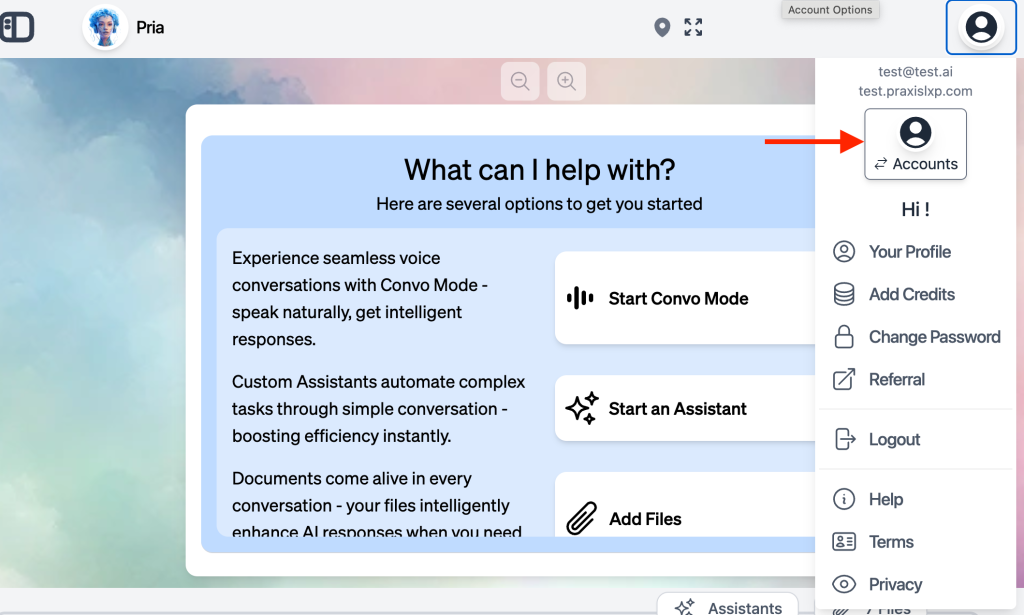 Account Options
Pria
test@test.ai
test.praxislxp.com
Accounts
Hi !
Your Profile
Add Credits
Change Password
Referral
Logout
Help
Terms
Privacy
What can I help with?
Here are several options to get you started
Experience seamless voice
conversations with Convo Mode -
speak naturally, get intelligent
responses.
Start Convo Mode
Custom Assistants automate complex
tasks through simple conversation -
boosting efficiency instantly.
Start an Assistant
Documents come alive in every
conversation - your files intelligently
enhance AI responses when you need
Add Files
Assistants
7 Files